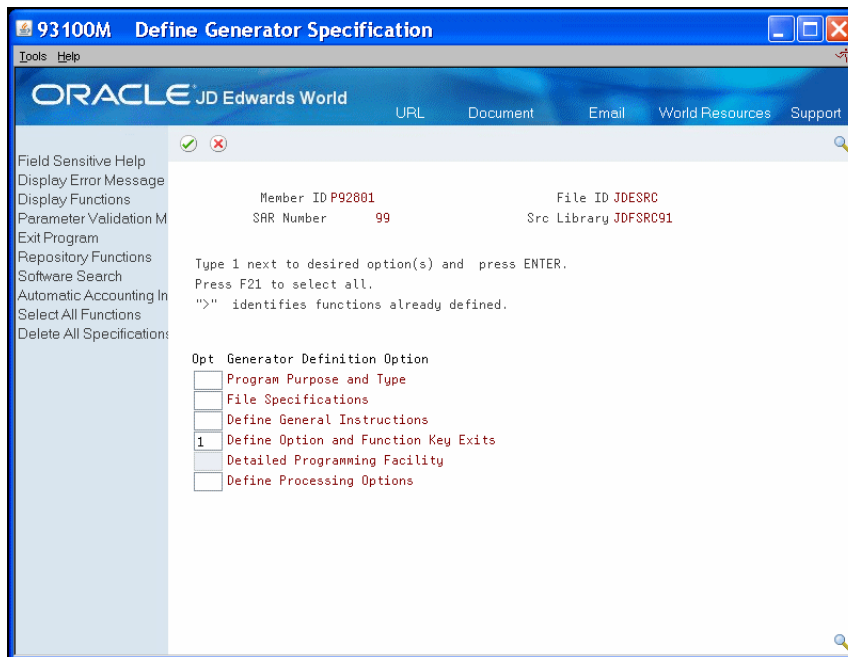 93100M Define Generator Specification
Tools Help
ORACLE JD Edwards World
URL Document Email World Resources Support
Field Sensitive Help
Display Error Message
Display Functions
Parameter Validation M
Exit Program
Repository Functions
Software Search
Automatic Accounting In
Select All Functions
Delete All Specifications
Member ID P92801 File ID JDESRC
SAR Number 99 Src Library JDFSRC91
Type 1 next to desired option(s) and press ENTER.
Press F21 to select all.
">" identifies functions already defined.
Opt Generator Definition Option
Program Purpose and Type
File Specifications
Define General Instructions
1 Define Option and Function Key Exits
Detailed Programming Facility
Define Processing Options